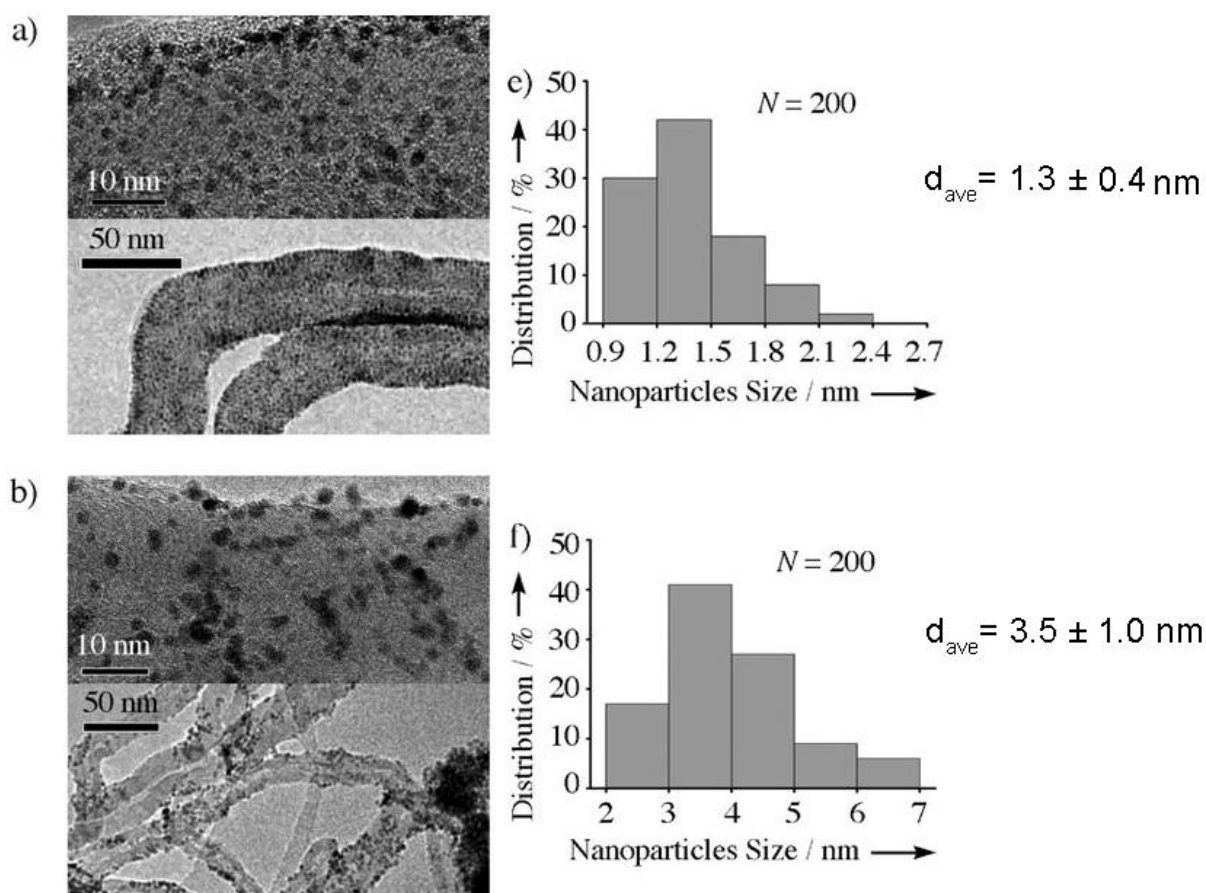 a)
10 nm
50 nm
e)
N = 200
50
40
30
20
10
0
Distribution / % →
0.9 1.2 1.5 1.8 2.1 2.4 2.7
Nanoparticles Size / nm →
dave= 1.3 ± 0.4 nm
b)
10 nm
50 nm
f)
N = 200
50
40
30
20
10
0
Distribution / % →
2 3 4 5 6 7
Nanoparticles Size / nm →
dave= 3.5 ± 1.0 nm